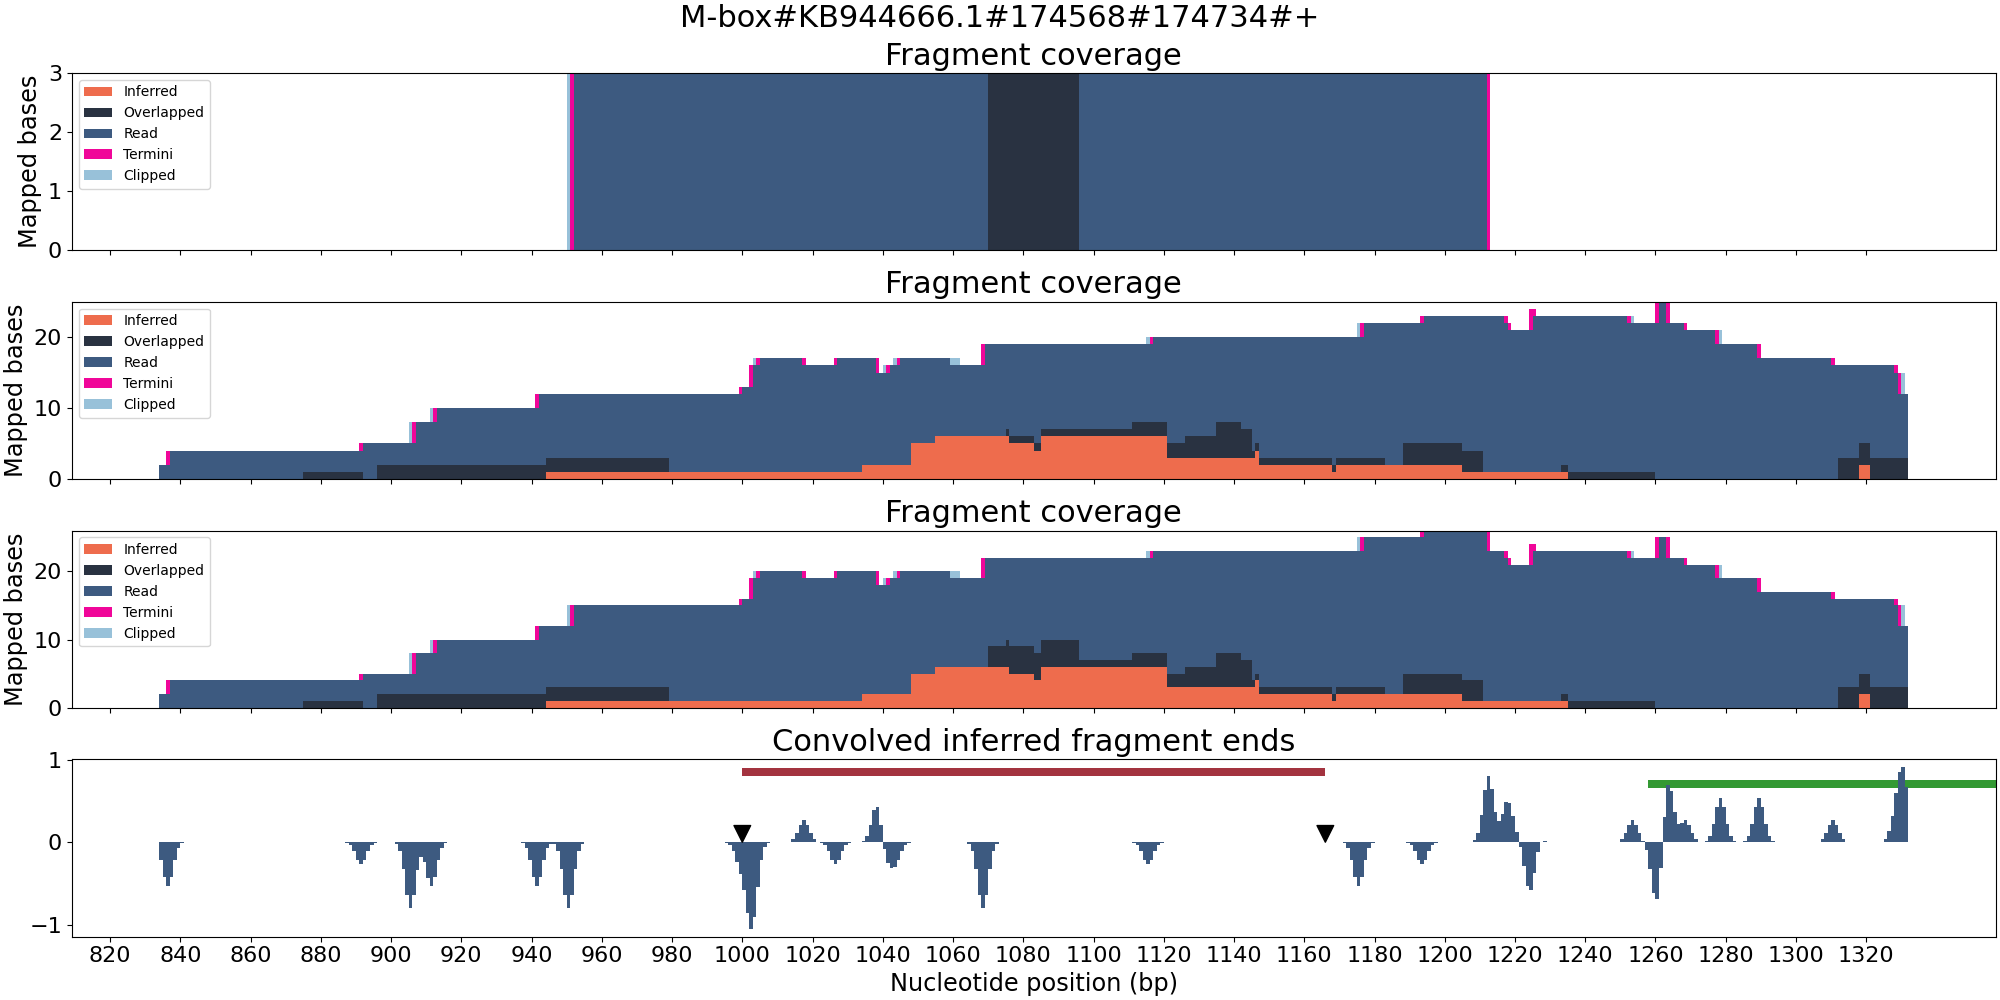 M-box#KB944666.1#174568#174734#+
Fragment coverage
Mapped bases
3
2
1
0
Inferred
Overlapped
Read
Termini
Clipped
Fragment coverage
Mapped bases
20
10
0
Inferred
Overlapped
Read
Termini
Clipped
Fragment coverage
Mapped bases
20
10
0
Inferred
Overlapped
Read
Termini
Clipped
Convolved inferred fragment ends
1
0
−1
820 840 860 880 900 920 940 960 980 1000 1020 1040 1060 1080 1100 1120 1140 1160 1180 1200 1220 1240 1260 1280 1300 1320
Nucleotide position (bp)